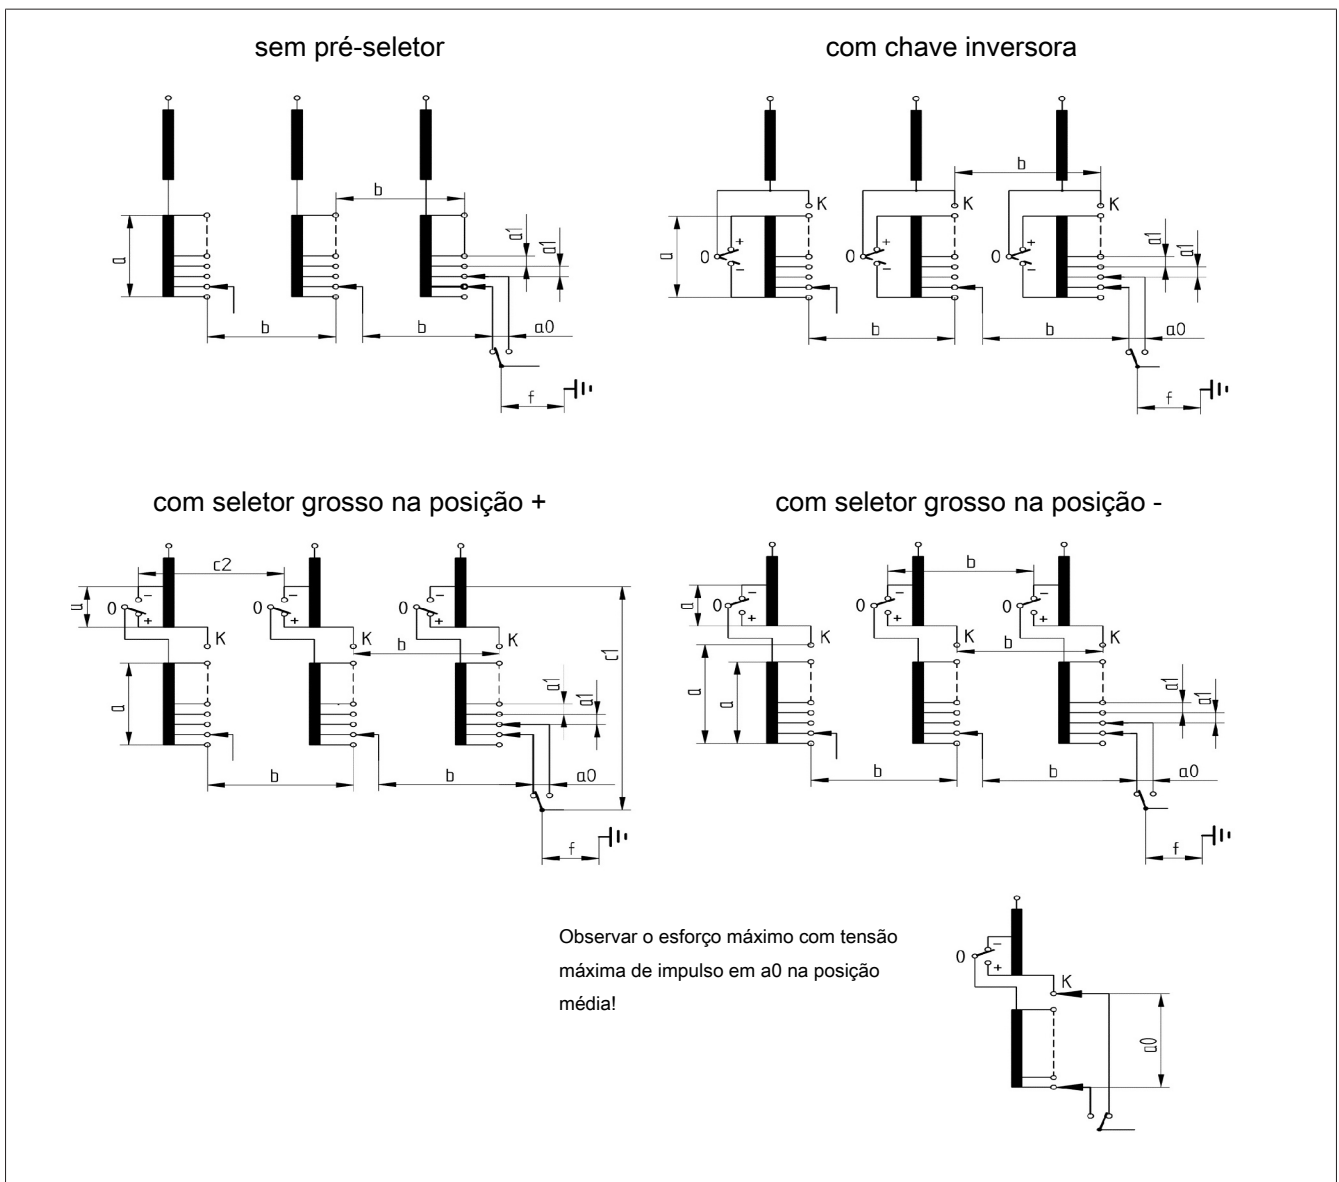 sem pré-seletor
com chave inversora
b
a
a1
a1
b
b
a0
f
b
K
K
K
a
0
+
-
0
+
-
0
+
-
a1
a1
b
b
a0
f
com seletor grosso na posição +
com seletor grosso na posição -
c2
a
0
-
+
K
0
-
+
K
0
-
+
K
b
c1
a
a1
a1
b
b
a0
f
b
a
0
-
+
K
0
-
+
K
0
-
+
K
b
a
a
a1
a1
b
b
a0
f
Observar o esforço máximo com tensão
máxima de impulso em a0 na posição
média!
0
-
+
K
a0